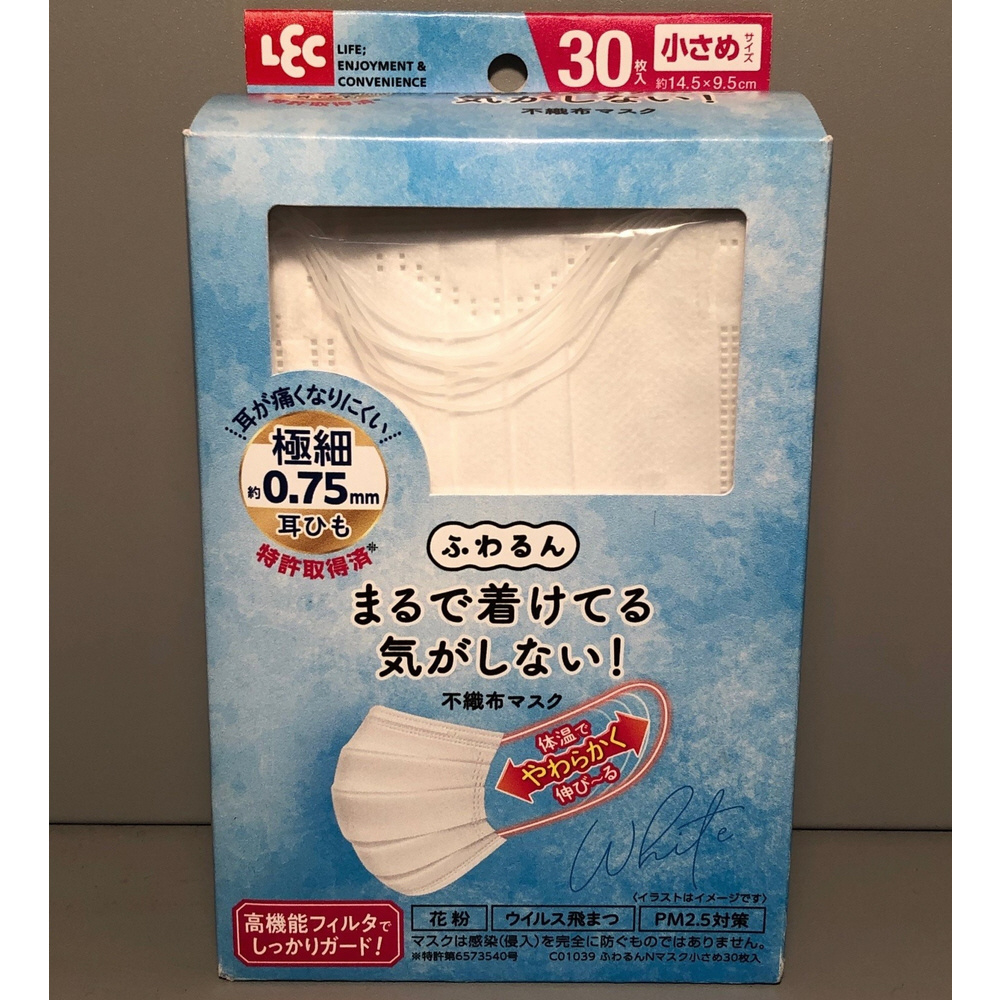 LEC
LIFE;
ENJOYMENT &
CONVENIENCE
30枚入
小さめサイズ
約14.5×9.5cm
特許取得済
気がしない!
不織布マスク
耳が痛くなりにくい
極細
約0.75mm
耳ひも
特許取得済※
ふわるん
まるで着けてる
気がしない!
不織布マスク
体温で
やわらかく
伸び〜る
White
〈イラストはイメージです〉
高機能フィルタで
しっかりガード!
花粉
ウイルス飛まつ
PM2.5対策
マスクは感染(侵入)を完全に防ぐものではありません。
※特許第6573540号
C01039 ふわるんNマスク小さめ30枚入